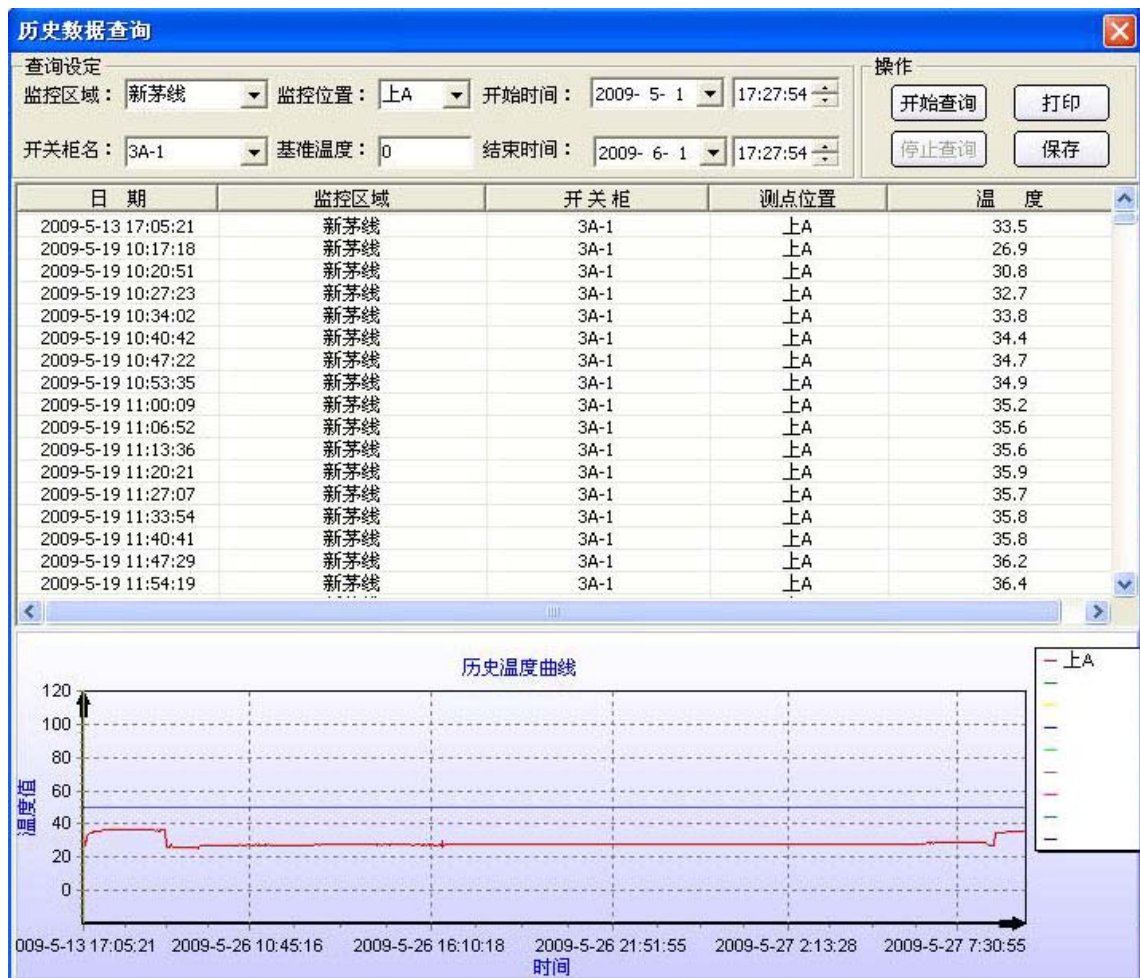 历史数据查询
查询设定 操作
监控区域： 新茅线 监控位置： 上A 开始时间： 2009- 5- 1 17:27:54 开始查询 打印
开关柜名： 3A-1 基准温度： 0 结束时间： 2009- 6- 1 17:27:54 停止查询 保存
日 期 监控区域 开 关 柜 测点位置 温 度
2009-5-13 17:05:21 新茅线 3A-1 上A 33.5
2009-5-19 10:17:18 新茅线 3A-1 上A 26.9
2009-5-19 10:20:51 新茅线 3A-1 上A 30.8
2009-5-19 10:27:23 新茅线 3A-1 上A 32.7
2009-5-19 10:34:02 新茅线 3A-1 上A 33.8
2009-5-19 10:40:42 新茅线 3A-1 上A 34.4
2009-5-19 10:47:22 新茅线 3A-1 上A 34.7
2009-5-19 10:53:35 新茅线 3A-1 上A 34.9
2009-5-19 11:00:09 新茅线 3A-1 上A 35.2
2009-5-19 11:06:52 新茅线 3A-1 上A 35.6
2009-5-19 11:13:36 新茅线 3A-1 上A 35.6
2009-5-19 11:20:21 新茅线 3A-1 上A 35.9
2009-5-19 11:27:07 新茅线 3A-1 上A 35.7
2009-5-19 11:33:54 新茅线 3A-1 上A 35.8
2009-5-19 11:40:41 新茅线 3A-1 上A 35.8
2009-5-19 11:47:29 新茅线 3A-1 上A 36.2
2009-5-19 11:54:19 新茅线 3A-1 上A 36.4
历史温度曲线
上A
120
100
80
60
40
20
0
温度值
009-5-13 17:05:21 2009-5-26 10:45:16 2009-5-26 16:10:18 2009-5-26 21:51:55 2009-5-27 2:13:28 2009-5-27 7:30:55
时间